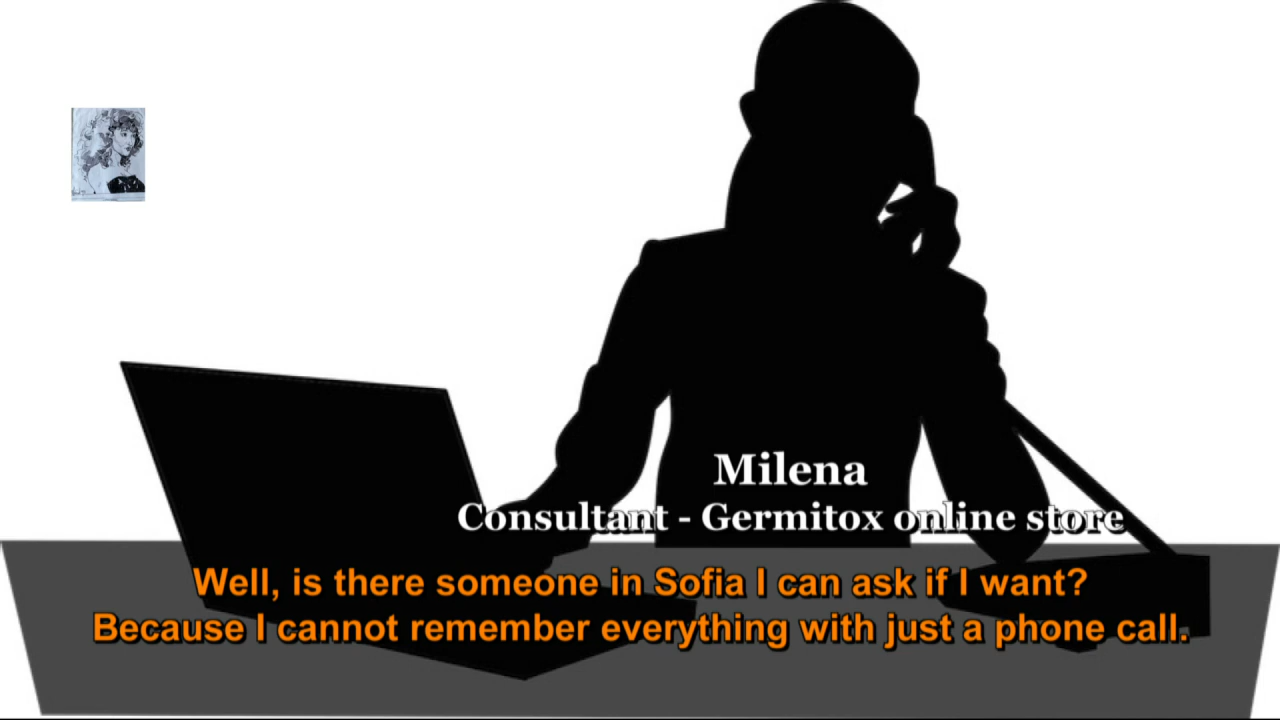 Milena
Consultant - Germitox online store
Well, is there someone in Sofia I can ask if I want?
Because I cannot remember everything with just a phone call.